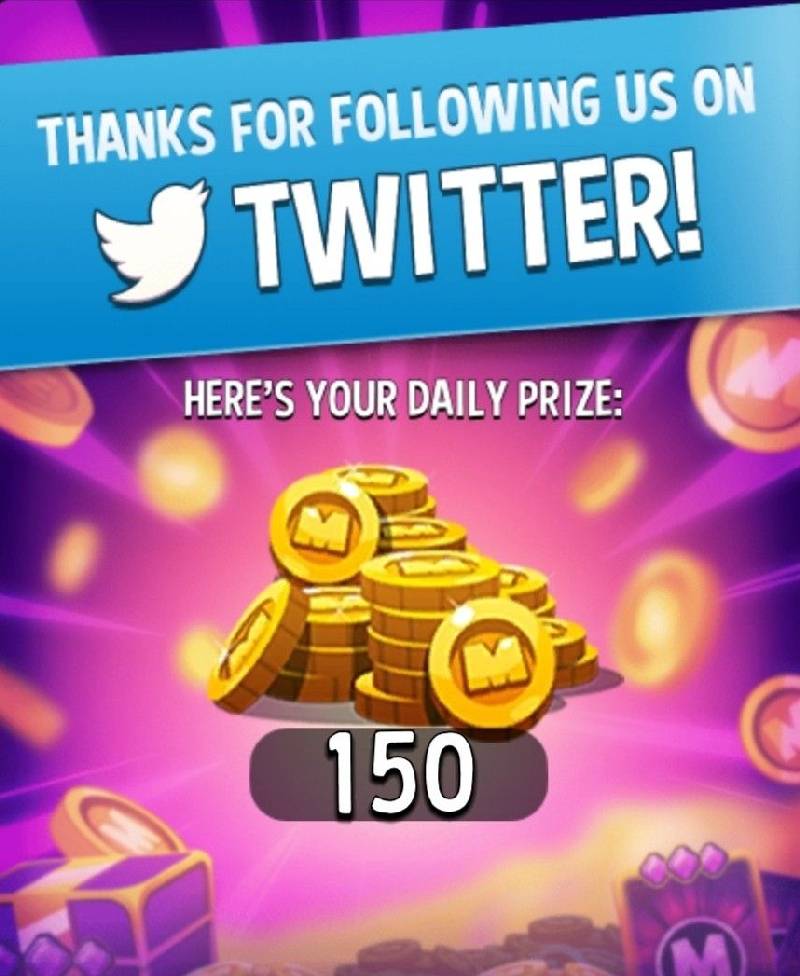 THANKS FOR FOLLOWING US ON
TWITTER!
HERE'S YOUR DAILY PRIZE:
M
M
150
M